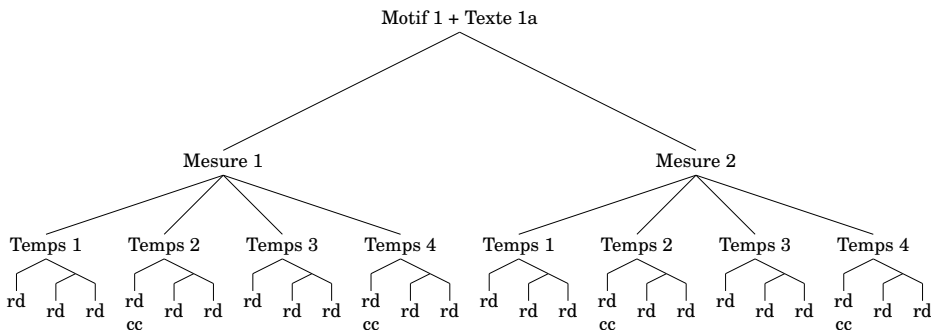 Motif 1 + Texte 1a
Mesure 1 Mesure 2
Temps 1 Temps 2 Temps 3 Temps 4 Temps 1 Temps 2 Temps 3 Temps 4
rd rd rd rd rd rd rd rd
rd rd rd rd rd rd rd rd rd rd rd rd rd rd rd rd
cc cc cc cc